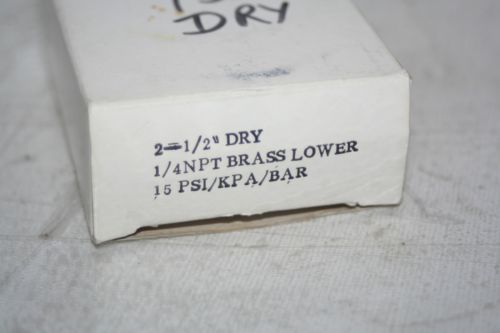 DRY
2-1/2" DRY
1/4NPT BRASS LOWER
15 PSI/KPA/BAR